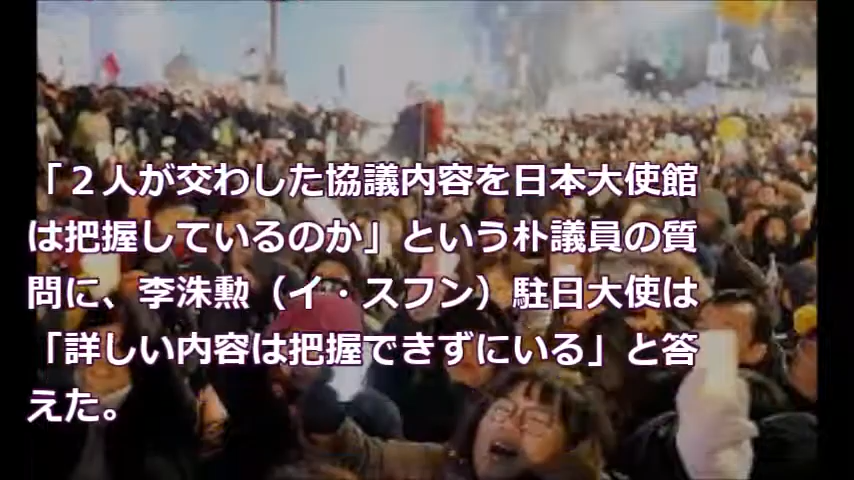 「２人が交わした協議内容を日本大使館
は把握しているのか」という朴議員の質
問に、李洙勲（イ・スフン）駐日大使は
「詳しい内容は把握できずにいる」と答
えた。